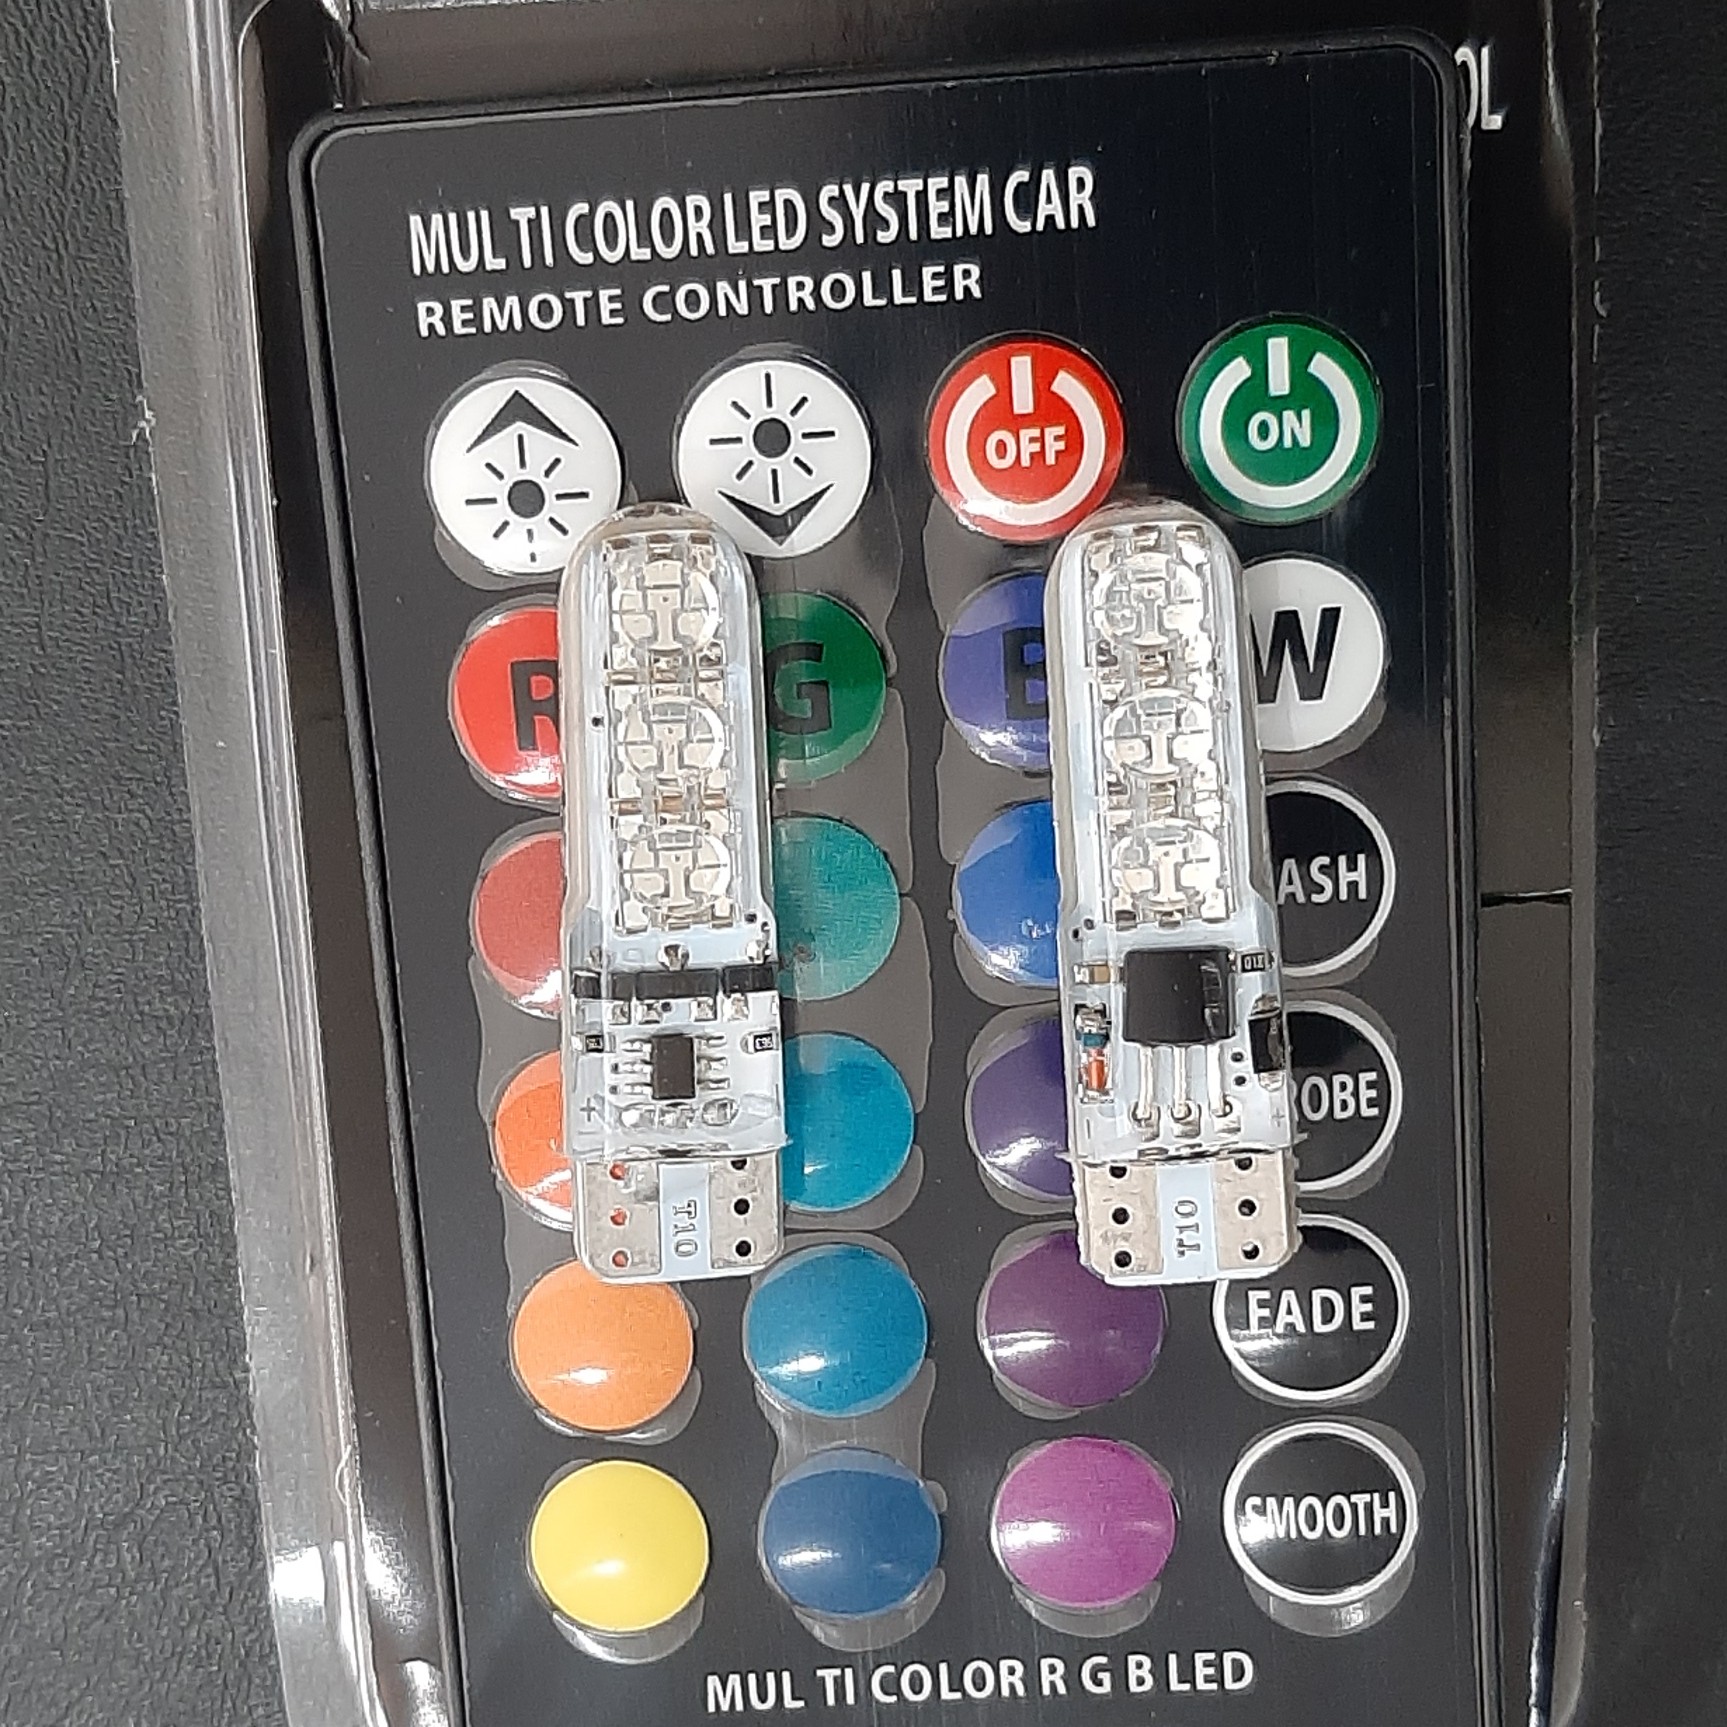 OL
MUL TI COLOR LED SYSTEM CAR
REMOTE CONTROLLER
OFF
ON
R
G
B
W
ASH
ROBE
T10
T10
FADE
SMOOTH
MUL TI COLOR R G B LED